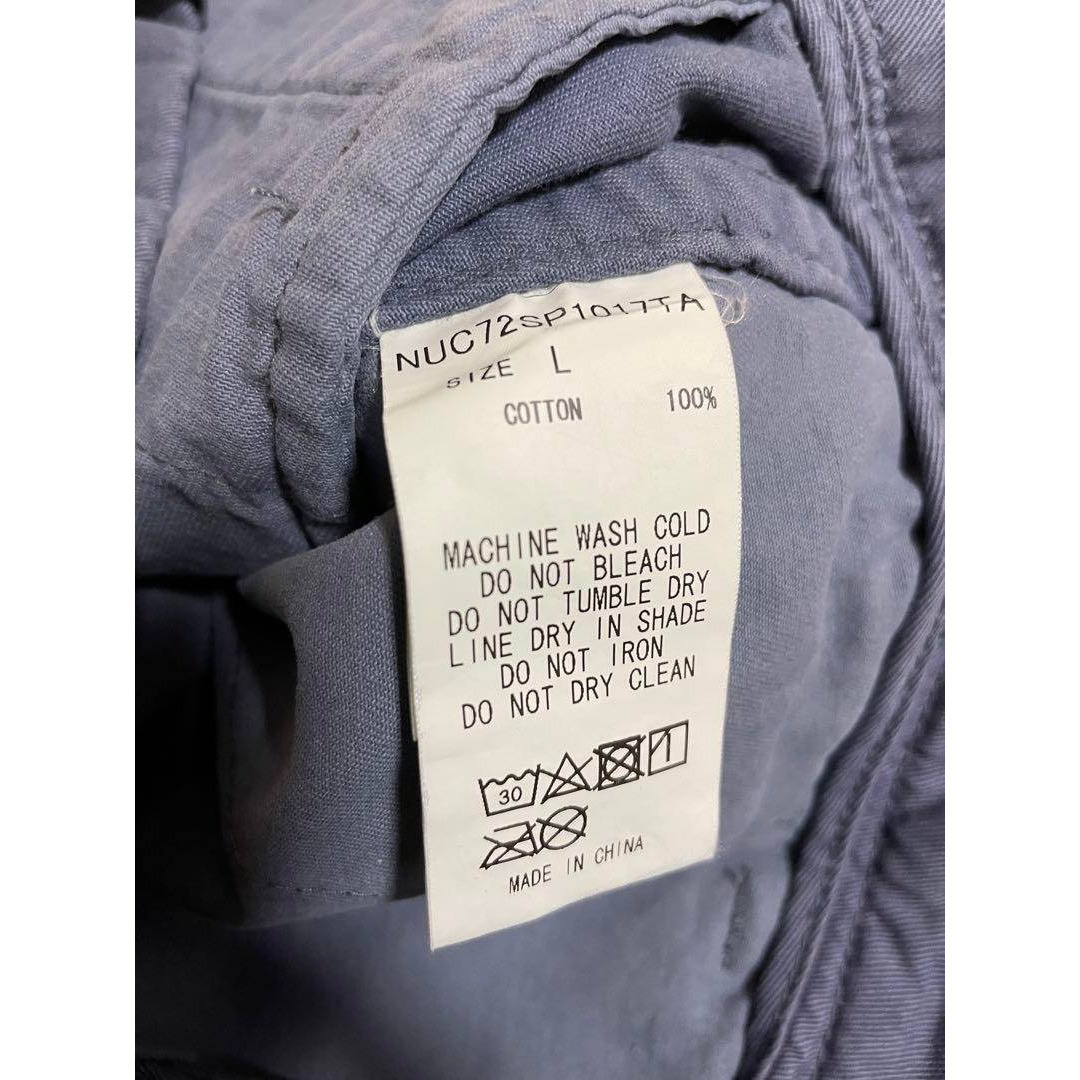 NUC72SP1017TA
SIZE L
COTTON 100%
MACHINE WASH COLD
DO NOT BLEACH
DO NOT TUMBLE DRY
LINE DRY IN SHADE
DO NOT IRON
DO NOT DRY CLEAN
30
MADE IN CHINA